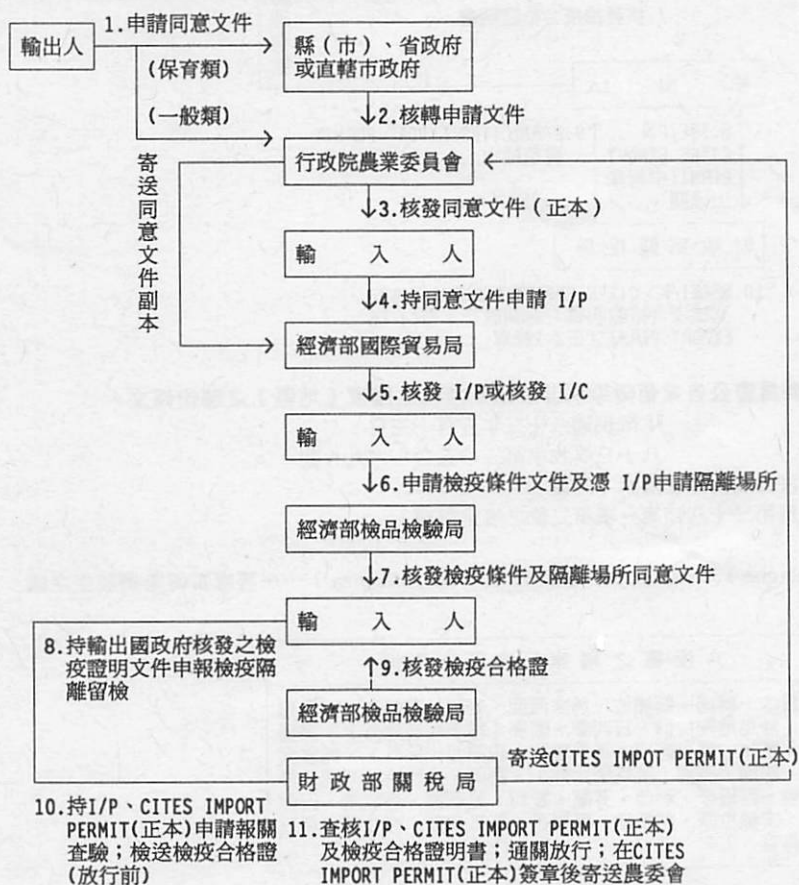 1.申請同意文件
輸出人
縣(市)、省政府
或直轄市政府
(保育類)
(一般類)
↓2.核轉申請文件
行政院農業委員會
寄送同意文件副本
↓3.核發同意文件(正本)
輸 入 人
↓4.持同意文件申請 I/P
經濟部國際貿易局
↓5.核發 I/P或核發 I/C
輸 入 人
↓6.申請檢疫條件文件及憑 I/P申請隔離場所
經濟部檢品檢驗局
↓7.核發檢疫條件及隔離場所同意文件
輸 入 人
8.持輸出國政府核發之檢
疫證明文件申報檢疫隔
離留檢
↑9.核發檢疫合格證
經濟部檢品檢驗局
寄送CITES IMPOT PERMIT(正本)
財政部關稅局
10.持I/P、CITES IMPORT
PERMIT(正本)申請報關
查驗;檢送檢疫合格證
(放行前)
11.查核I/P、CITES IMPORT PERMIT(正本)
及檢疫合格證明書;通關放行;在CITES
IMPORT PERMIT(正本)簽章後寄送農委會